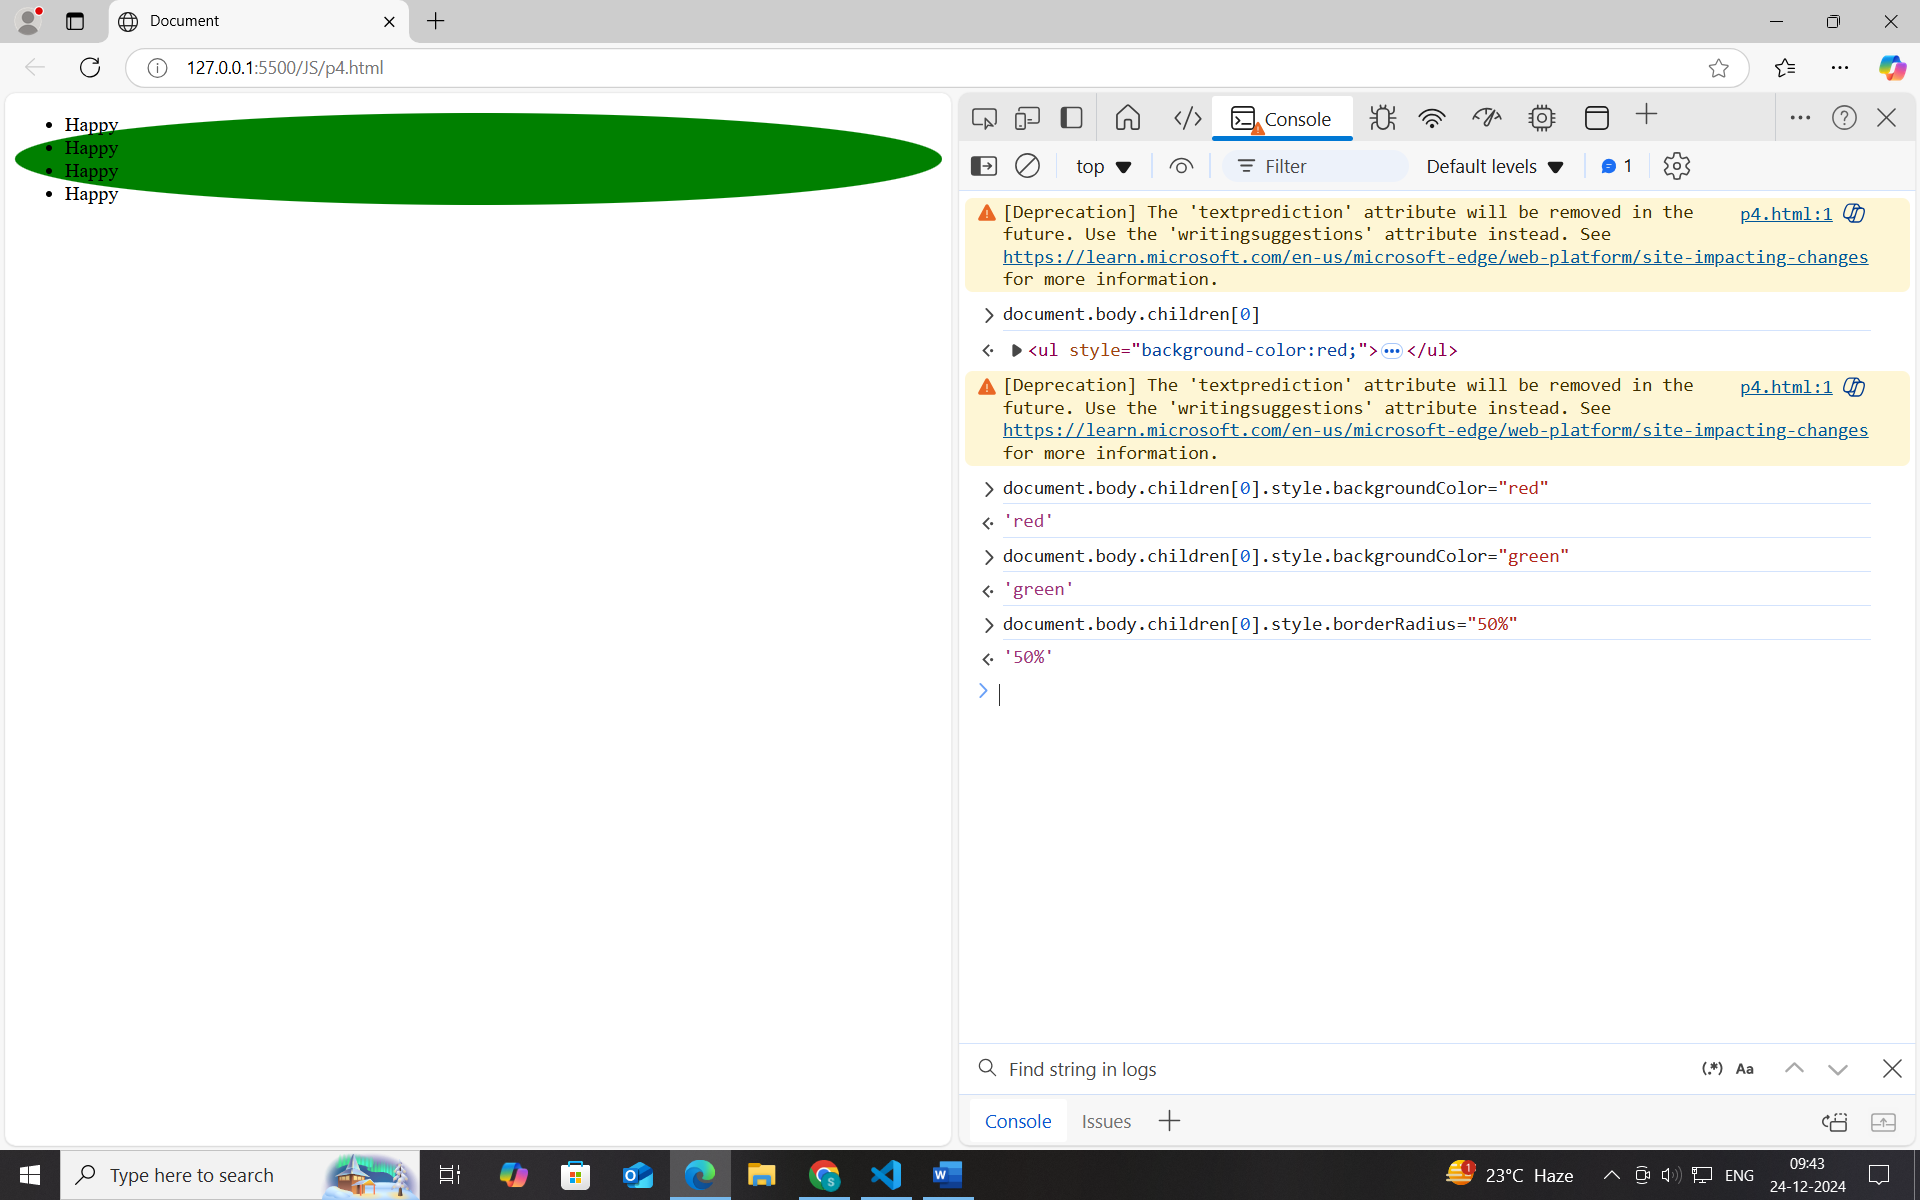 Document
127.0.0.1:5500/JS/p4.html
Happy
Happy
Happy
Happy
Console
top
Filter
Default levels
1
[Deprecation] The 'textprediction' attribute will be removed in the
p4.html:1
future. Use the 'writingsuggestions' attribute instead. See
https://learn.microsoft.com/en-us/microsoft-edge/web-platform/site-impacting-changes
for more information.
document.body.children[0]
<ul style="background-color:red;">…</ul>
[Deprecation] The 'textprediction' attribute will be removed in the
p4.html:1
future. Use the 'writingsuggestions' attribute instead. See
https://learn.microsoft.com/en-us/microsoft-edge/web-platform/site-impacting-changes
for more information.
document.body.children[0].style.backgroundColor="red"
'red'
document.body.children[0].style.backgroundColor="green"
'green'
document.body.children[0].style.borderRadius="50%"
'50%'
Find string in logs
(.*) Aa
Console Issues
Type here to search
1
23°C Haze
ENG
09:43
24-12-2024